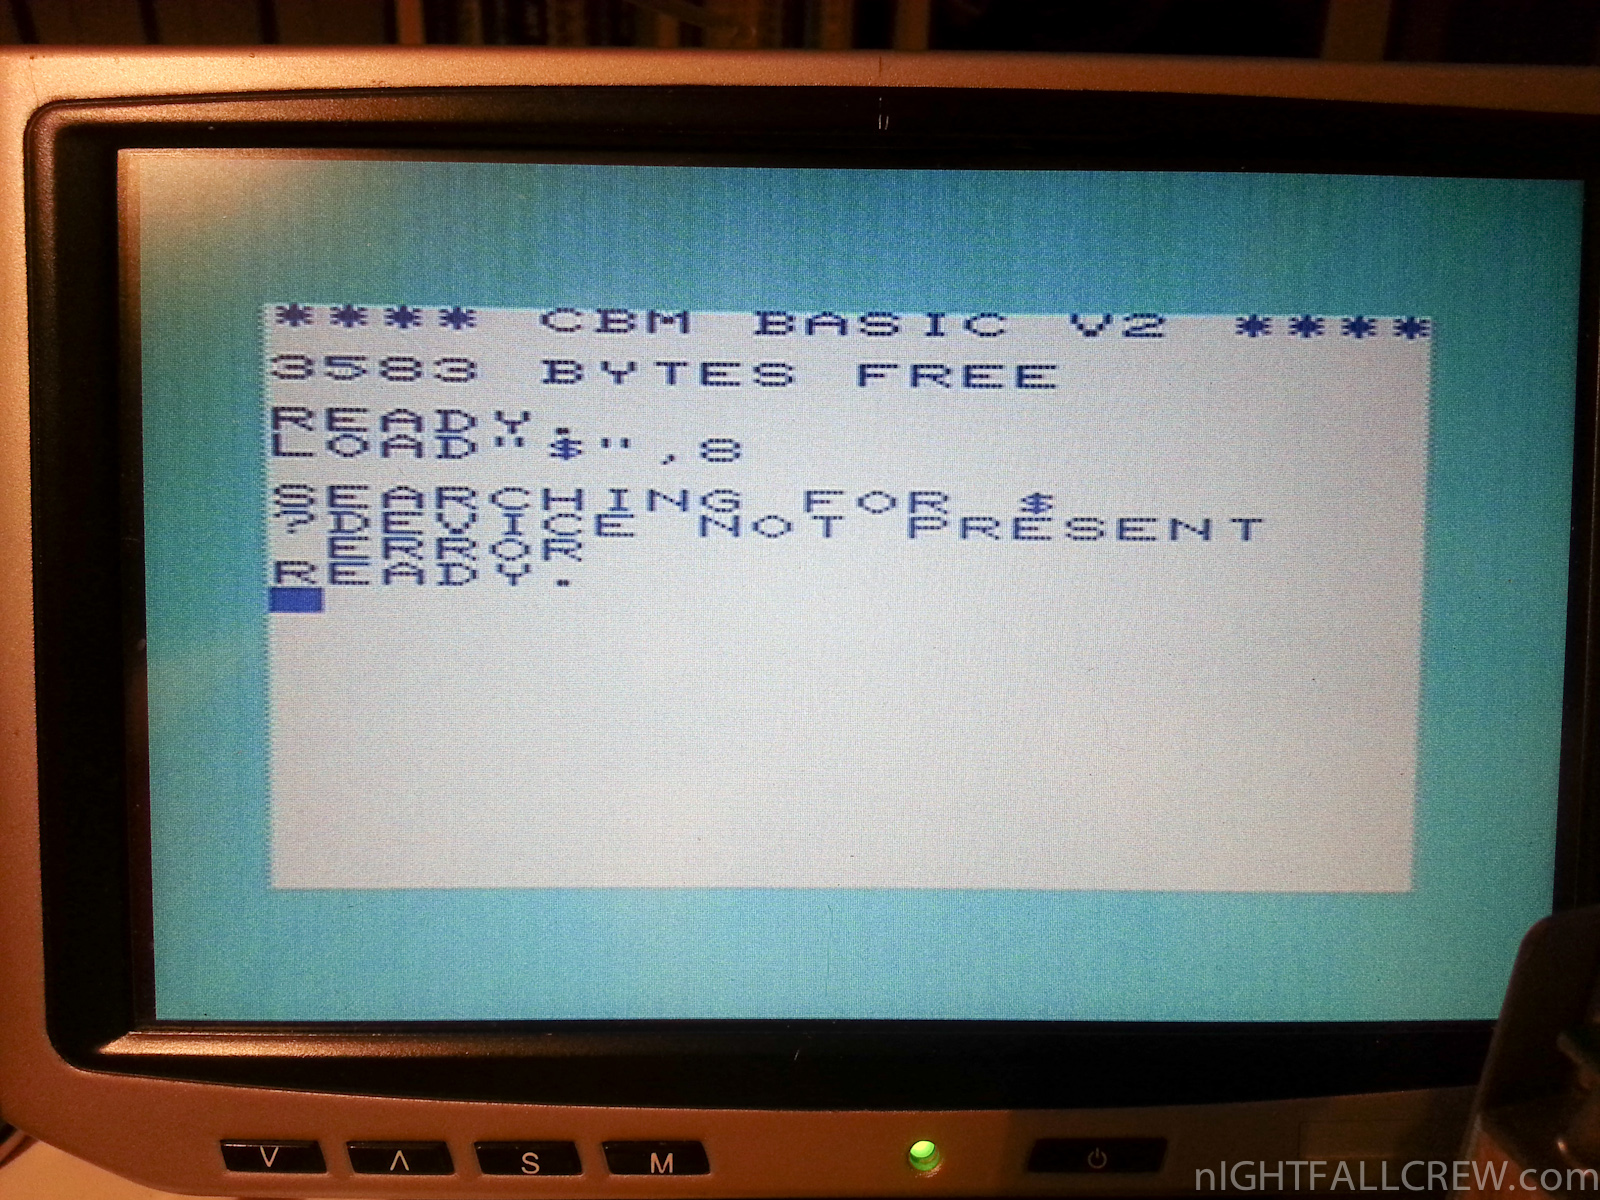 **** CBM BASIC V2 ****
3583 BYTES FREE
READY.
LOAD"$",8
SEARCHING FOR $
?DEVICE NOT PRESENT
ERROR
READY.
V Λ S M
nIGHTFALLCREW.com